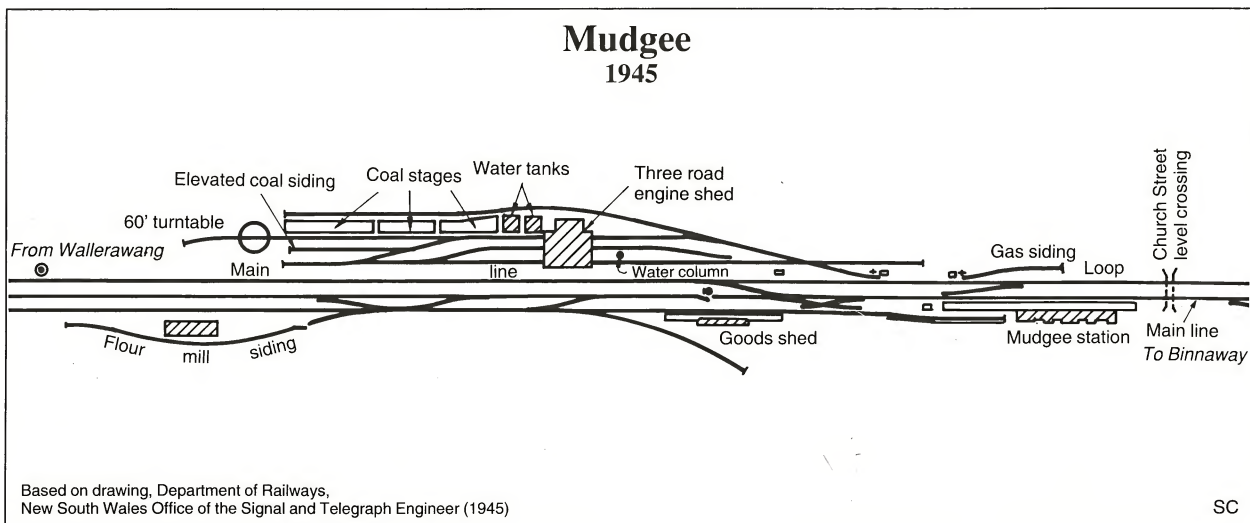 Mudgee
1945
Church Street
level crossing
Water tanks
Coal stages
Three road
engine shed
Elevated coal siding
60' turntable
From Wallerawang
Gas siding
Main
line
Water column
Loop
Goods shed
Mudgee station
Main line
To Binnaway
Flour
mill
siding
Based on drawing, Department of Railways,
New South Wales Office of the Signal and Telegraph Engineer (1945)
SC